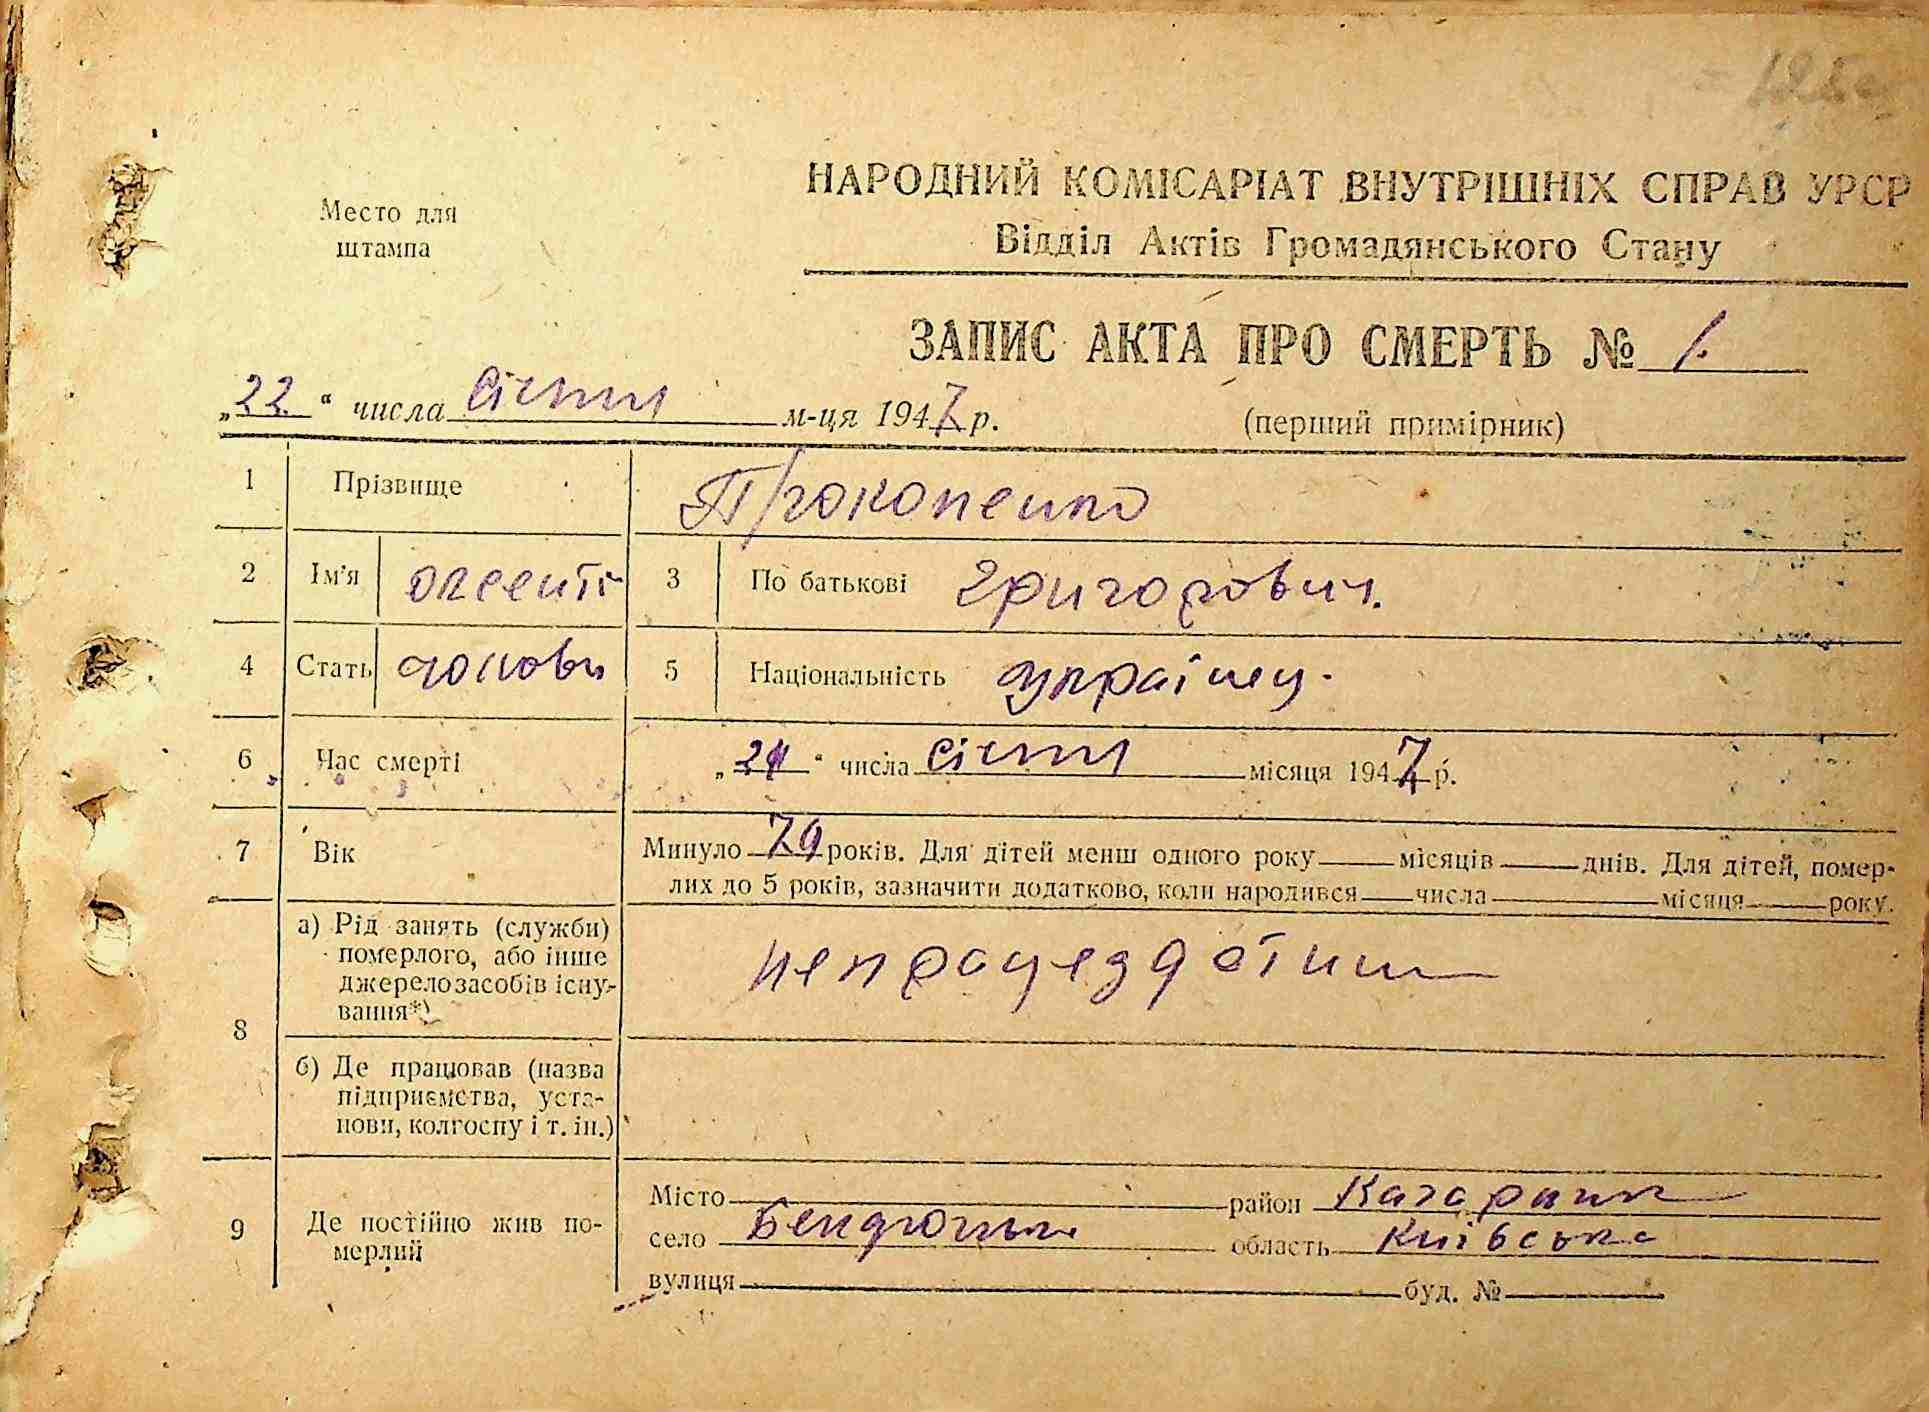 Место для
штампа
НАРОДНИЙ КОМІСАРІАТ ВНУТРІШНІХ СПРАВ УРСР
Відділ Актів Громадянського Стану
ЗАПИС АКТА ПРО СМЕРТЬ № 1.
„22“ числа січня м-ця 1947 р.
(перший примірник)
1 Прізвище Прокопенко
2 Ім'я Оксенті 3 По батькові Григорович.
4 Стать чолові 5 Національність українец.
6 Час смерті „21“ числа січня місяця 1947 р.
7 Вік Минуло 79 років. Для дітей менш одного року місяців днів. Для дітей, помер-
лих до 5 років, зазначити додатково, коли народився числа місяця року.
8 а) Рід занять (служби)
померлого, або інше
джерело засобів існу-
вання*)
непрацездатний
б) Де працював (назва
підприємства, уста-
нови, колгоспу і т. ін.)
9 Де постійно жив по-
мерлий
Місто район Кагарлик
село область Київська
вулиця буд. №